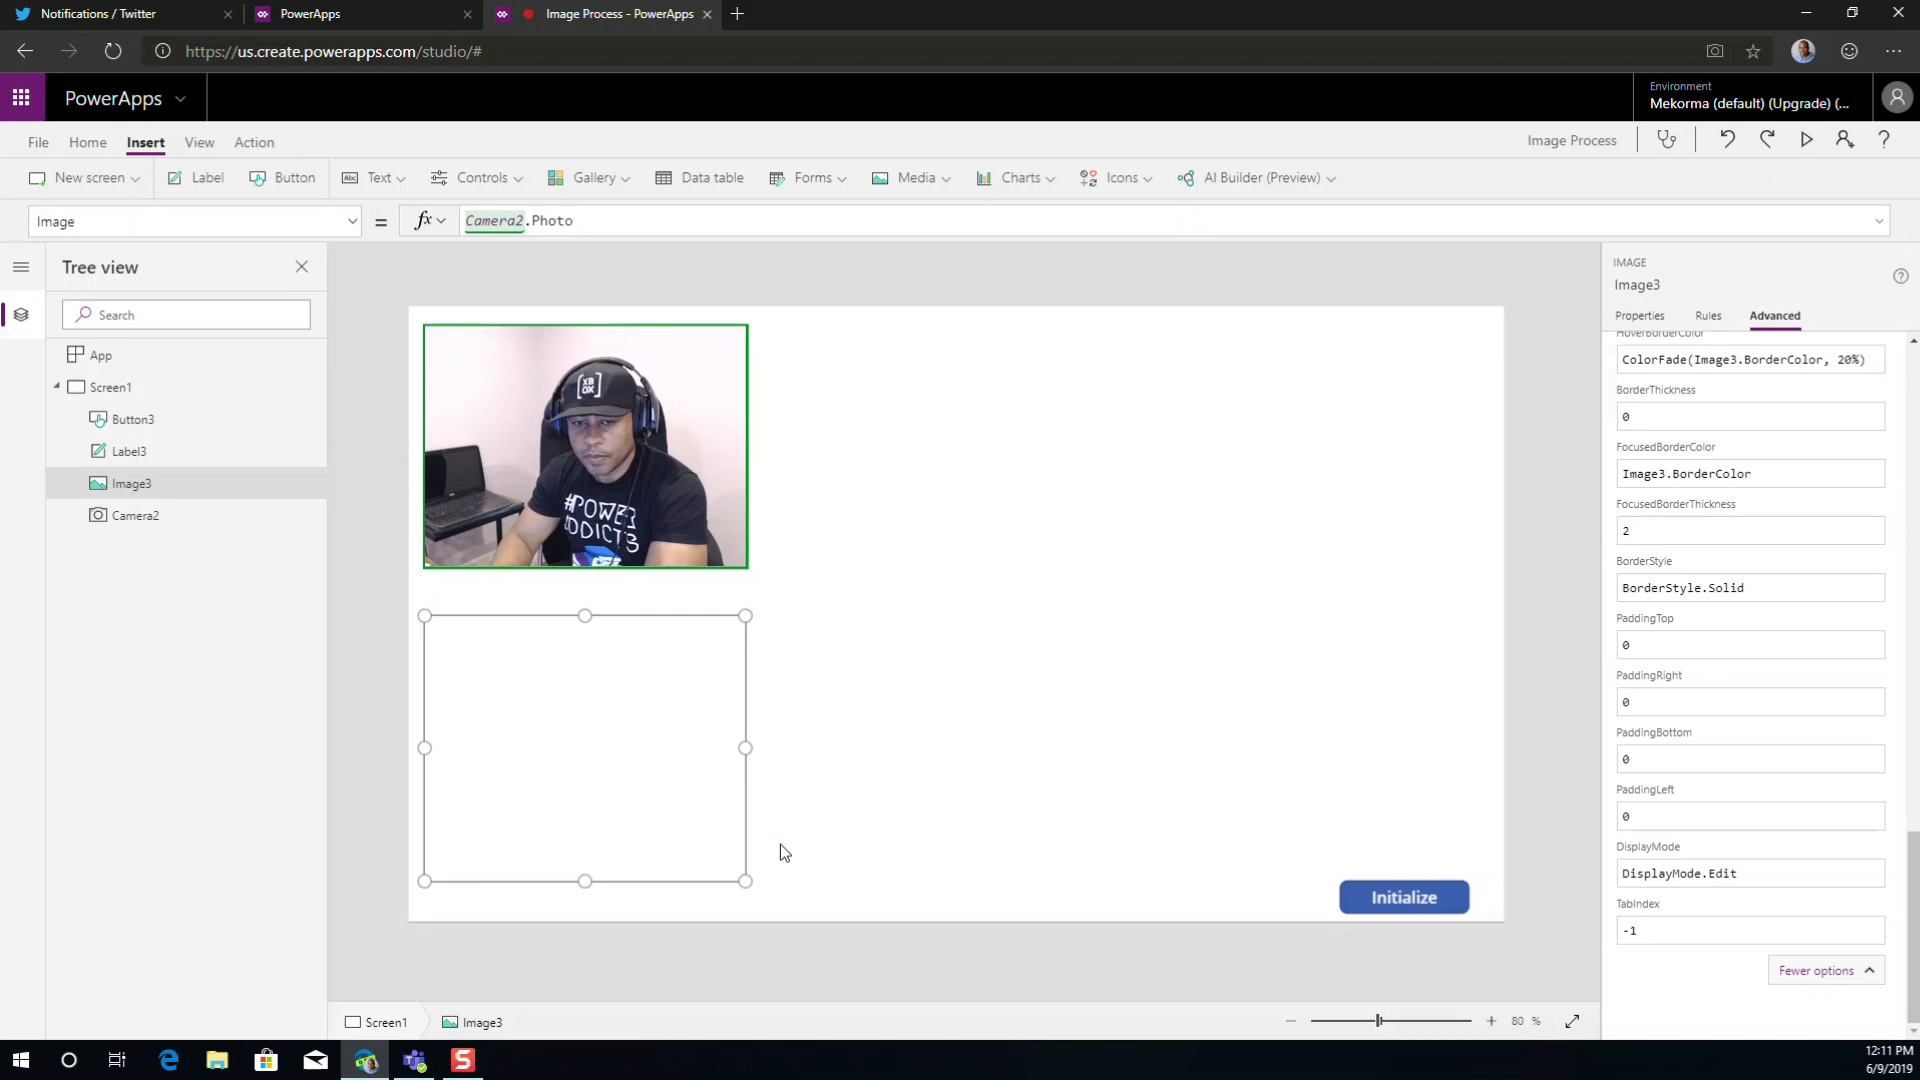 Notifications / Twitter
PowerApps
Image Process - PowerApps
https://us.create.powerapps.com/studio/#
PowerApps
Environment
Mekorma (default) (Upgrade) (...
File Home Insert View Action
Image Process
New screen Label Button Text Controls Gallery Data table Forms Media Charts Icons AI Builder (Preview)
Abc
Image
=
fx
Camera2.Photo
Tree view
Search
App
Screen1
Button3
Label3
Image3
Camera2
XB
OX
#POWER
ADDICTS
Initialize
IMAGE
Image3
Properties Rules Advanced
HoverBorderColor
ColorFade(Image3.BorderColor, 20%)
BorderThickness
0
FocusedBorderColor
Image3.BorderColor
FocusedBorderThickness
2
BorderStyle
BorderStyle.Solid
PaddingTop
0
PaddingRight
0
PaddingBottom
0
PaddingLeft
0
DisplayMode
DisplayMode.Edit
TabIndex
-1
Fewer options
Screen1 Image3
80 %
12:11 PM
6/9/2019